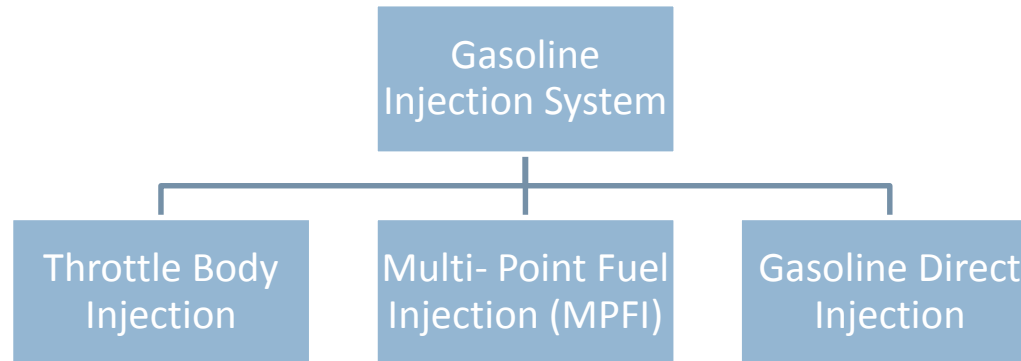 Gasoline
Injection System
Throttle Body
Injection
Multi- Point Fuel
Injection (MPFI)
Gasoline Direct
Injection